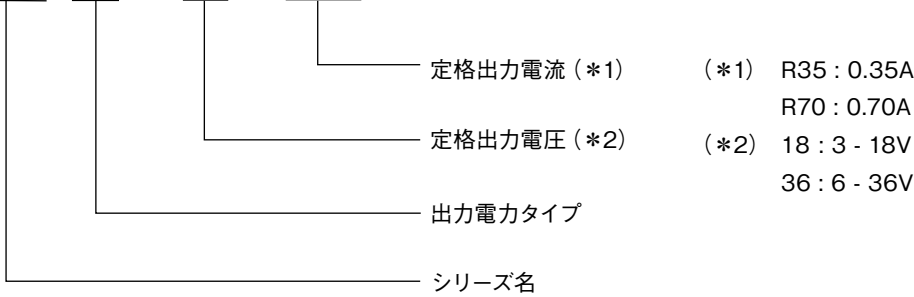 定格出力電流（＊1） （＊1） R35 : 0.35A
R70 : 0.70A
定格出力電圧（＊2） （＊2） 18 : 3 - 18V
36 : 6 - 36V
出力電力タイプ
シリーズ名